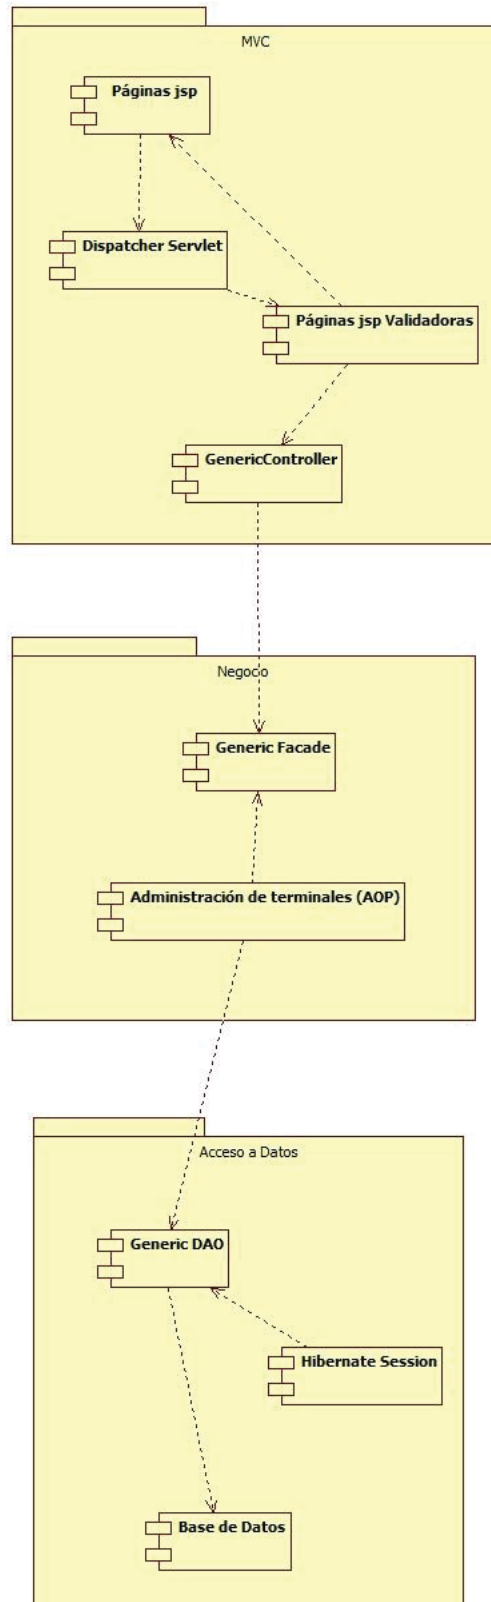 MVC
Páginas jsp
Dispatcher Servlet
Páginas jsp Validadoras
GenericController
Negocio
Generic Facade
Administración de terminales (AOP)
Acceso a Datos
Generic DAO
Hibernate Session
Base de Datos